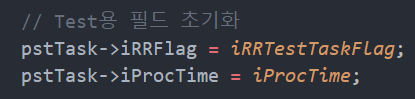 // Test용 필드 초기화
pstTask->iRRFlag = iRRTestTaskFlag;
pstTask->iProcTime = iProcTime;